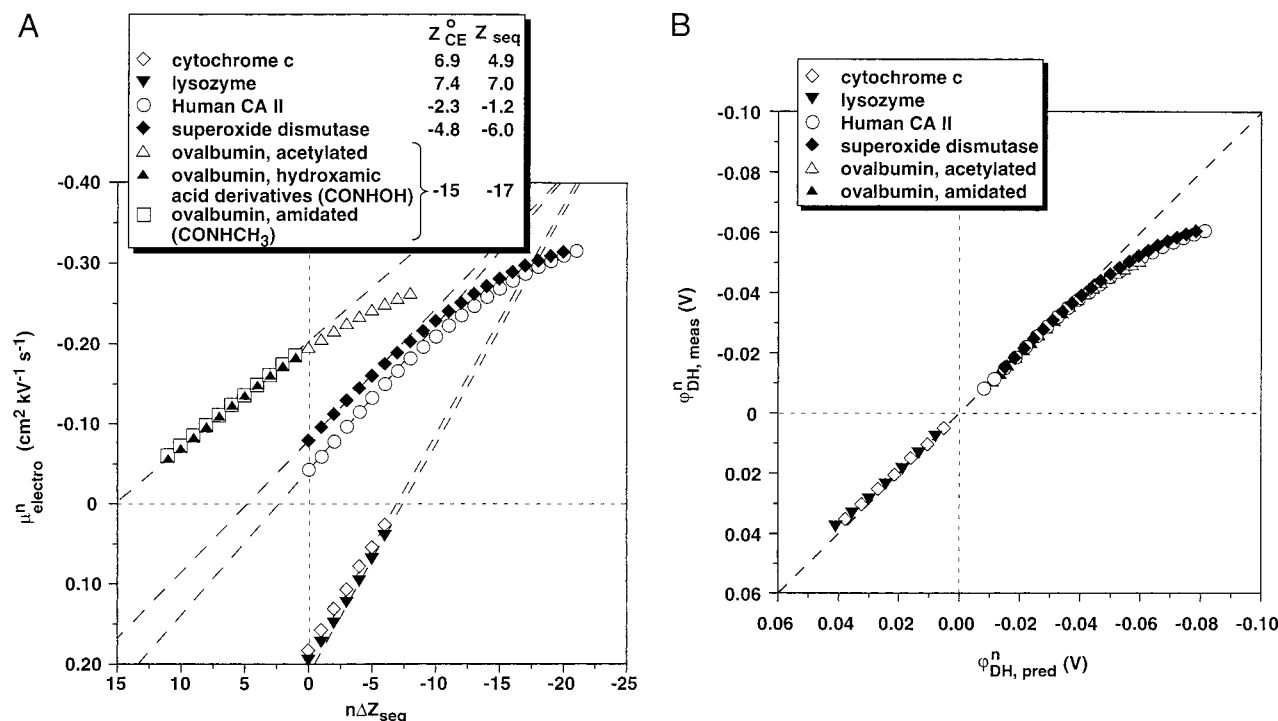 A
Z°CE Z seq
cytochrome c 6.9 4.9
lysozyme 7.4 7.0
Human CA II -2.3 -1.2
superoxide dismutase -4.8 -6.0
ovalbumin, acetylated
ovalbumin, hydroxamic
acid derivatives (CONHOH) -15 -17
ovalbumin, amidated
(CONHCH3)
-0.40
-0.30
-0.20
-0.10
0
0.10
0.20
μⁿelectro (cm² kV⁻¹ s⁻¹)
15 10 5 0 -5 -10 -15 -20 -25
nΔZseq
B
cytochrome c
lysozyme
Human CA II
superoxide dismutase
ovalbumin, acetylated
ovalbumin, amidated
-0.10
-0.08
-0.06
-0.04
-0.02
0
0.02
0.04
0.06
φⁿDH, meas (V)
0.06 0.04 0.02 0.00 -0.02 -0.04 -0.06 -0.08 -0.10
φⁿDH, pred (V)